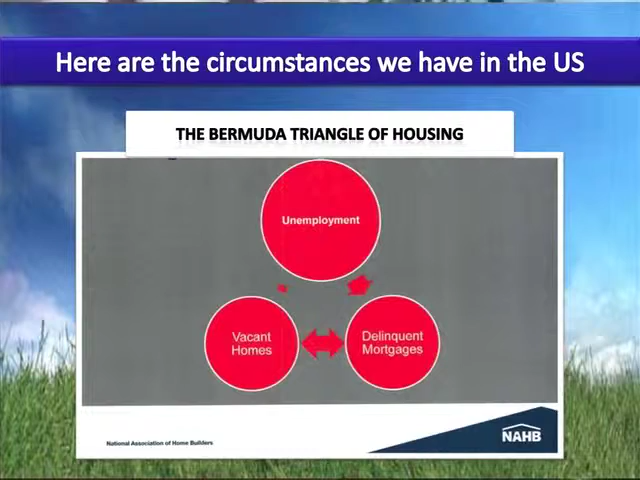 Here are the circumstances we have in the US
THE BERMUDA TRIANGLE OF HOUSING
Unemployment
Vacant
Homes
Delinquent
Mortgages
National Association of Home Builders
NAHB